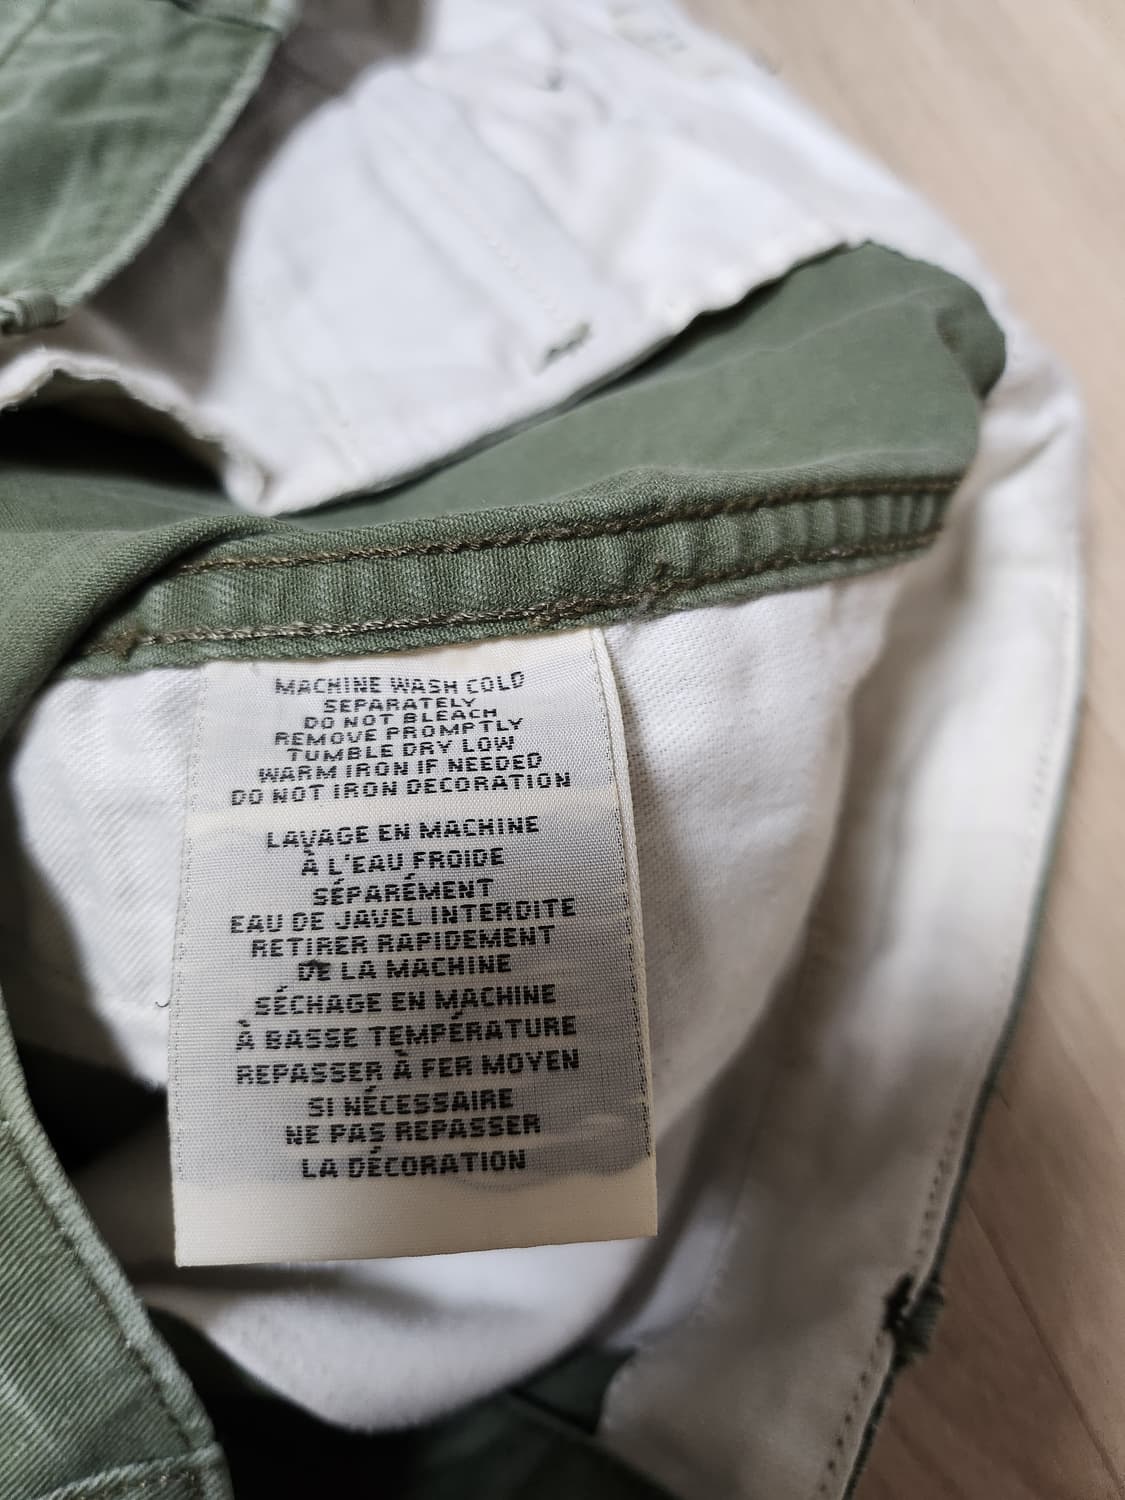 MACHINE WASH COLD
SEPARATELY
DO NOT BLEACH
REMOVE PROMPTLY
TUMBLE DRY LOW
WARM IRON IF NEEDED
DO NOT IRON DECORATION
LAVAGE EN MACHINE
À L'EAU FROIDE
SÉPARÉMENT
EAU DE JAVEL INTERDITE
RETIRER RAPIDEMENT
DE LA MACHINE
SÉCHAGE EN MACHINE
À BASSE TEMPÉRATURE
REPASSER À FER MOYEN
SI NÉCESSAIRE
NE PAS REPASSER
LA DÉCORATION